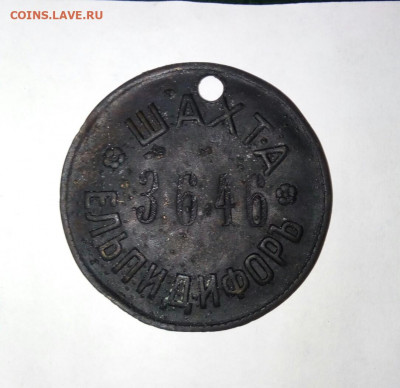 COINS.LAVE.RU
ШАХТА
3646
ЕЛЬПИДИФОРЪ